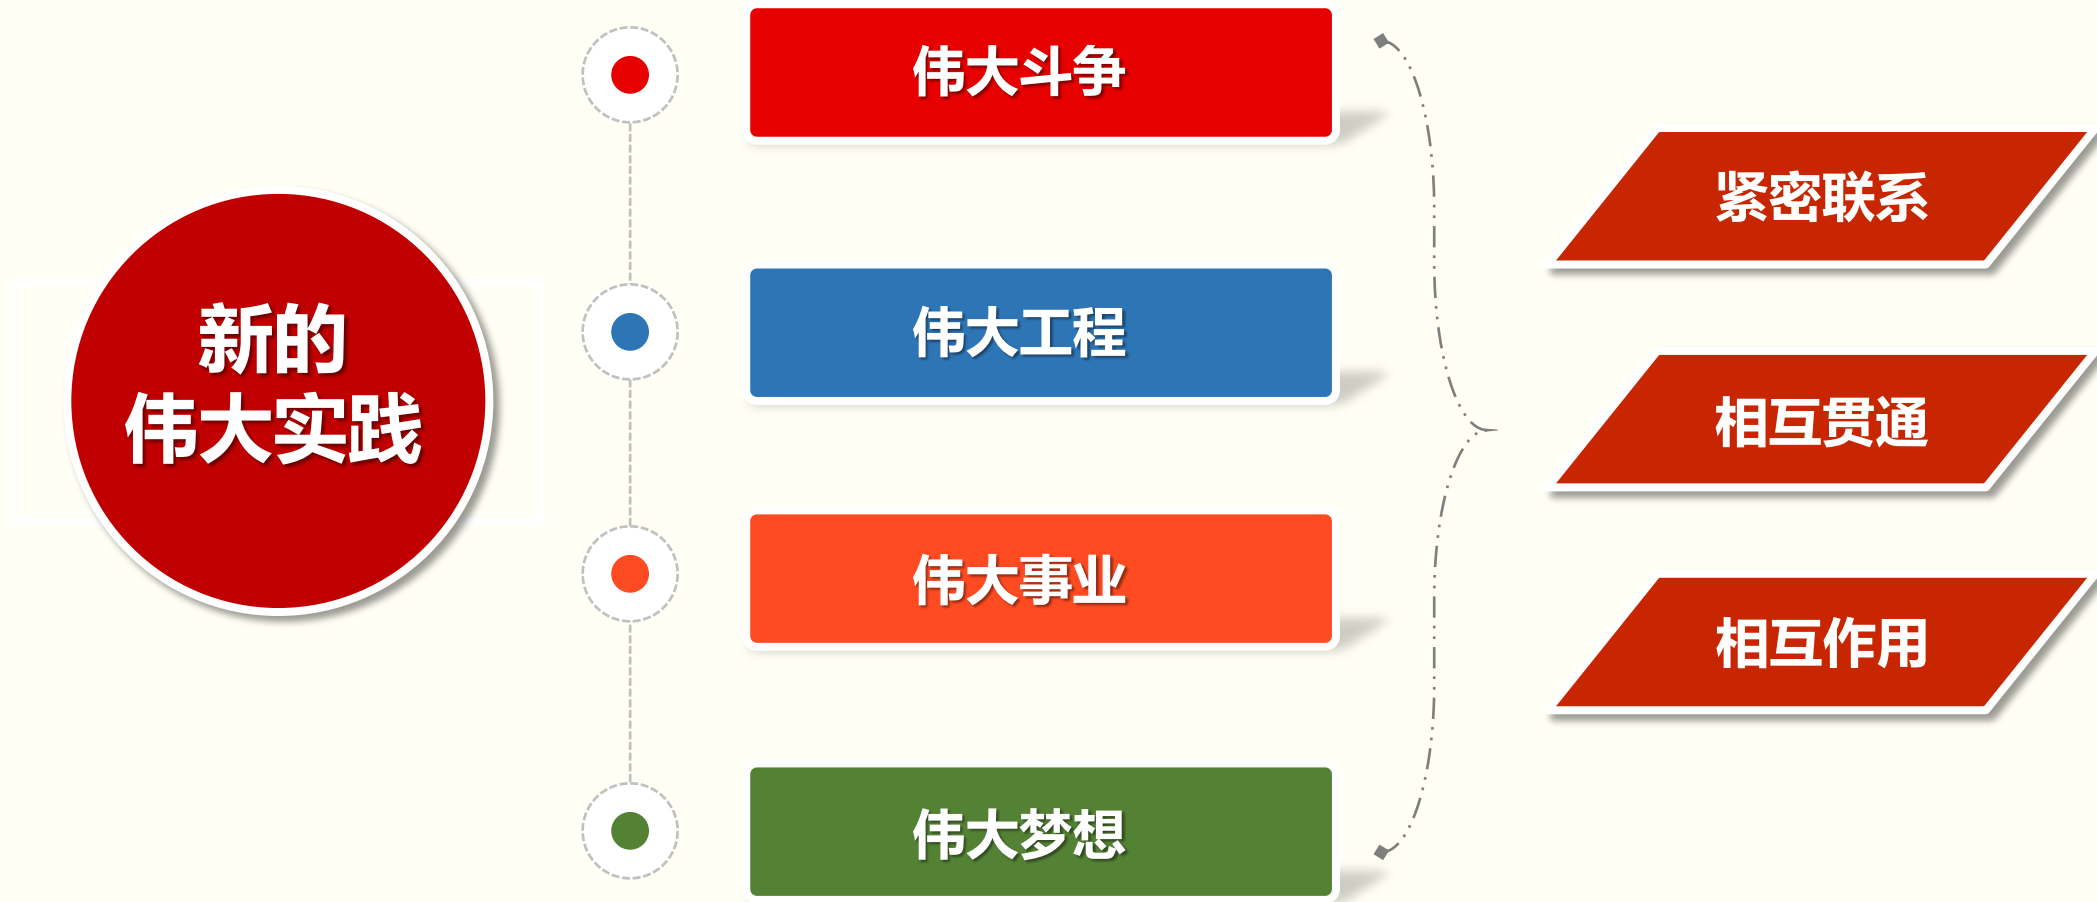 新的
伟大实践
伟大斗争
伟大工程
伟大事业
伟大梦想
紧密联系
相互贯通
相互作用